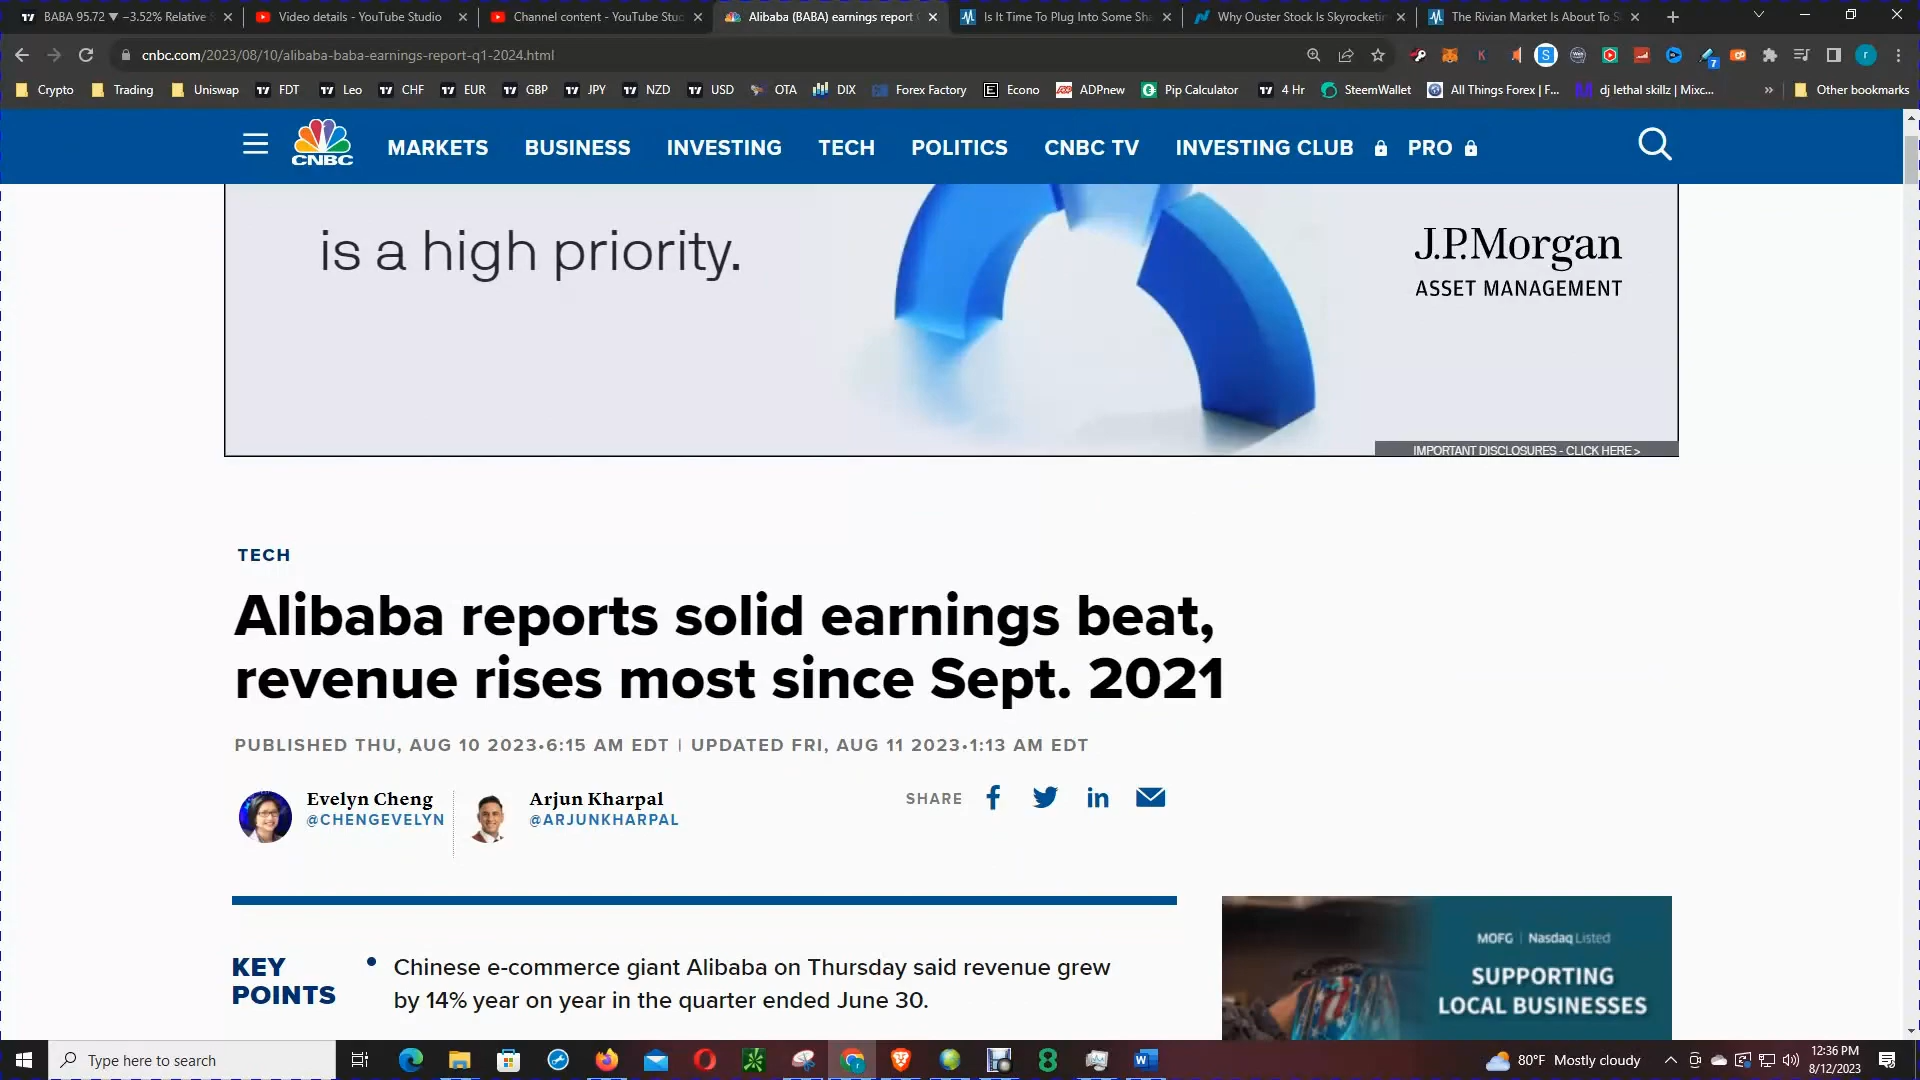 BABA 95.72 ▼ −3.52% Relative
Video details - YouTube Studio
Channel content - YouTube Stud
Alibaba (BABA) earnings report
Is It Time To Plug Into Some Sha
Why Ouster Stock Is Skyrocketin
The Rivian Market Is About To S
cnbc.com/2023/08/10/alibaba-baba-earnings-report-q1-2024.html
Crypto Trading Uniswap FDT Leo CHF EUR GBP JPY NZD USD OTA DIX Forex Factory Econo ADPnew Pip Calculator 4 Hr SteemWallet All Things Forex | F... dj lethal skillz | Mixc... » Other bookmarks
CNBC
MARKETS BUSINESS INVESTING TECH POLITICS CNBC TV INVESTING CLUB PRO
is a high priority.
J.P.Morgan
ASSET MANAGEMENT
IMPORTANT DISCLOSURES - CLICK HERE >
TECH
Alibaba reports solid earnings beat,
revenue rises most since Sept. 2021
PUBLISHED THU, AUG 10 2023•6:15 AM EDT | UPDATED FRI, AUG 11 2023•1:13 AM EDT
Evelyn Cheng
@CHENGEVELYN
Arjun Kharpal
@ARJUNKHARPAL
SHARE
KEY
POINTS
Chinese e-commerce giant Alibaba on Thursday said revenue grew
by 14% year on year in the quarter ended June 30.
MOFG | Nasdaq Listed
SUPPORTING
LOCAL BUSINESSES
Type here to search
80°F Mostly cloudy
12:36 PM
8/12/2023